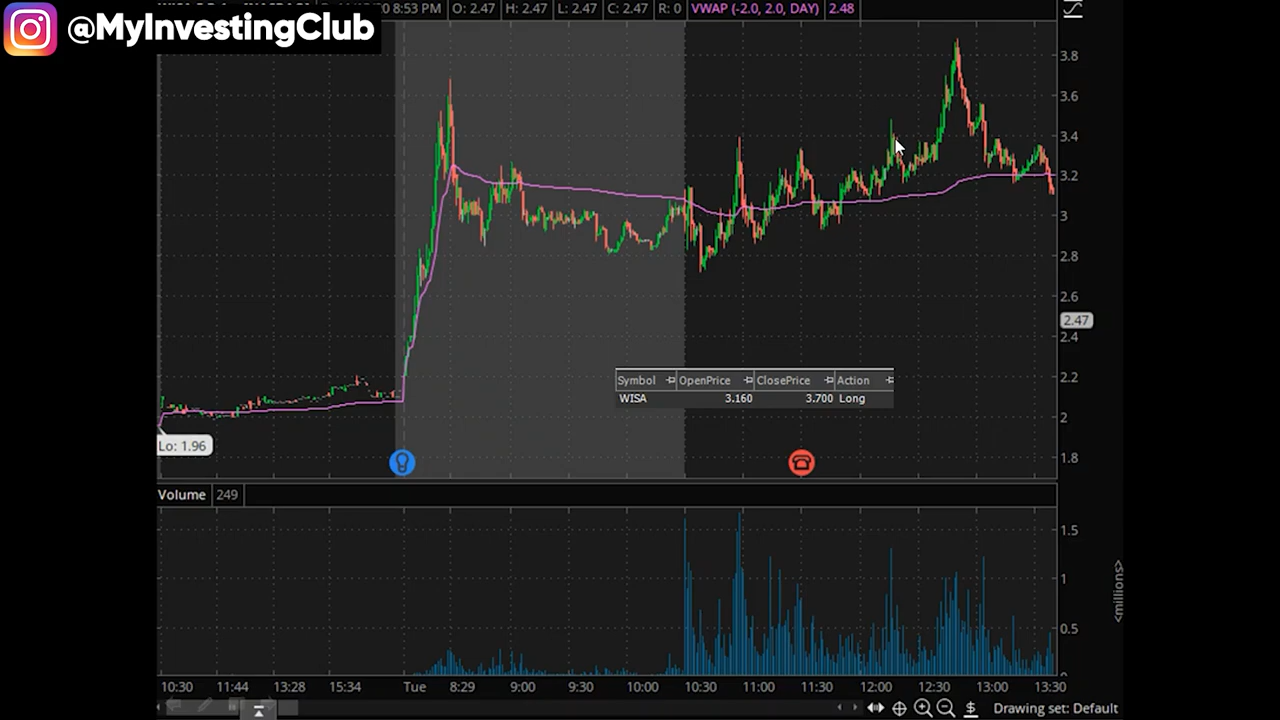 @MyInvestingClub
8:53 PM O: 2.47 H: 2.47 L: 2.47 C: 2.47 R: 0 VWAP (-2.0, 2.0, DAY) 2.48
3.8
3.6
3.4
3.2
3
2.8
2.6
2.47
2.4
2.2
2
1.8
Symbol OpenPrice ClosePrice Action
WISA 3.160 3.700 Long
Lo: 1.96
Volume 249
1.5
1
0.5
<millions>
10:30 11:44 13:28 15:34 Tue 8:29 9:00 9:30 10:00 10:30 11:00 11:30 12:00 12:30 13:00 13:30
$ Drawing set: Default